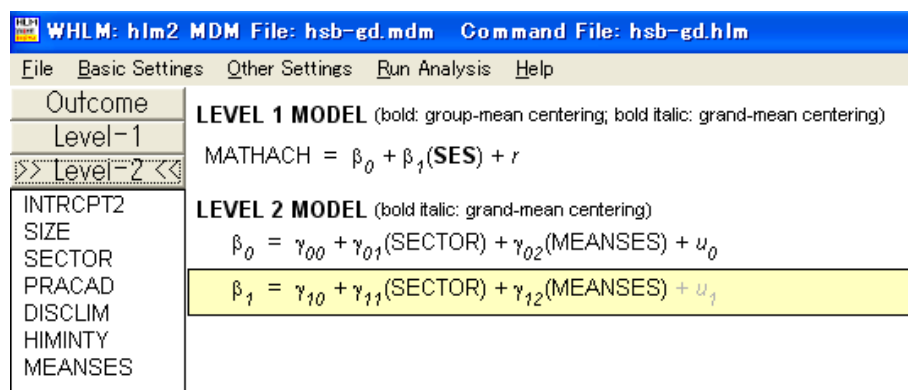 WHLM: hlm2 MDM File: hsb-gd.mdm Command File: hsb-gd.hlm
File Basic Settings Other Settings Run Analysis Help
Outcome
Level-1
>> Level-2 <<
INTRCPT2
SIZE
SECTOR
PRACAD
DISCLIM
HIMINTY
MEANSES
LEVEL 1 MODEL (bold: group-mean centering; bold italic: grand-mean centering)
MATHACH = β₀ + β₁(SES) + r
LEVEL 2 MODEL (bold italic: grand-mean centering)
β₀ = γ₀₀ + γ₀₁(SECTOR) + γ₀₂(MEANSES) + u₀
β₁ = γ₁₀ + γ₁₁(SECTOR) + γ₁₂(MEANSES) + u₁